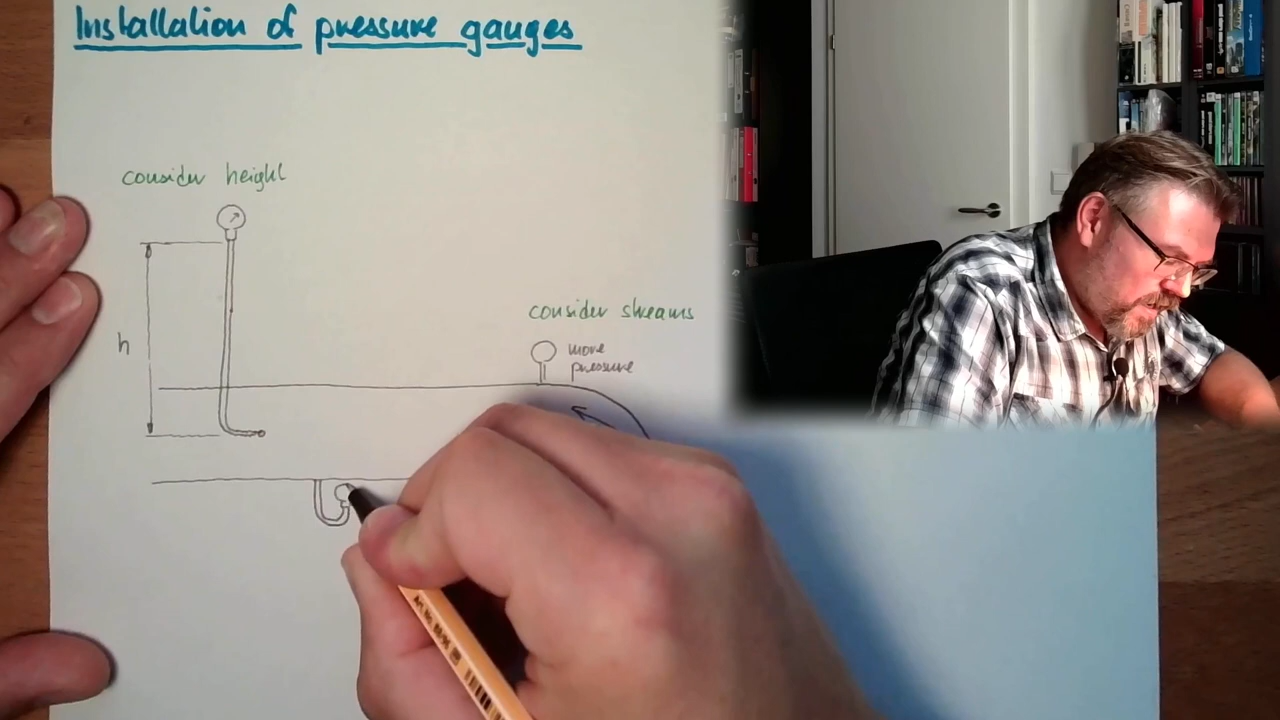 Installation of pressure gauges
consider height
h
consider streams
more
pressure